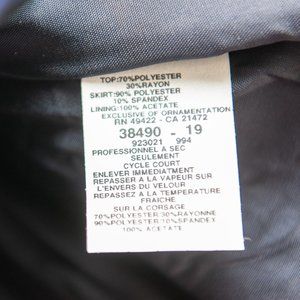 TOP:70%POLYESTER
30%RAYON
SKIRT:90% POLYESTER
10% SPANDEX
LINING:100% ACETATE
EXCLUSIVE OF ORNAMENTATION
RN 49422 - CA 21472
38490 - 19
923021 994
PROFESSIONNEL A SEC
SEULEMENT
CYCLE COURT
ENLEVER IMMEDIATMENT
REPASSER A LA VAPEUR SUR
L'ENVERS DU VELOUR
REPASSEZ A LA TEMPERATURE
FRAICHE
SUR LA CORSAGE
70%POLYESTER 30%RAYONNE
90%POLYESTER 10%SPANDEX
100% ACETATE